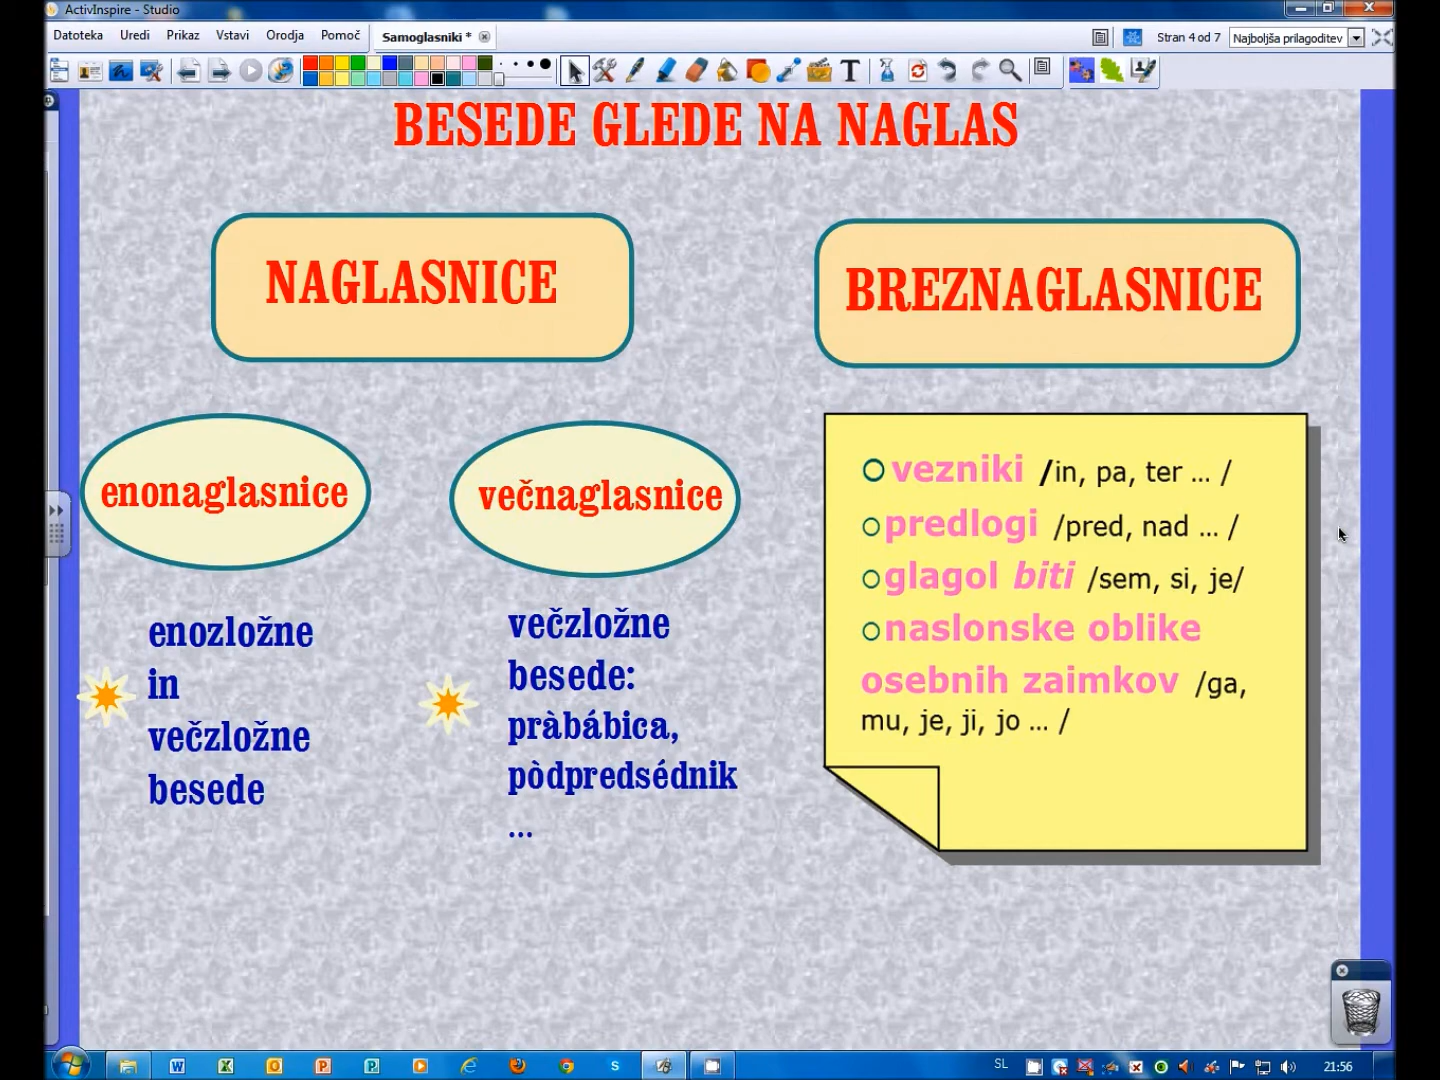 ActivInspire - Studio
Datoteka Uredi Prikaz Vstavi Orodja Pomoč Samoglasniki * Stran 4 od 7 Najboljša prilagoditev
BESEDE GLEDE NA NAGLAS
NAGLASNICE
BREZNAGLASNICE
enonaglasnice
večnaglasnice
enozložne
in
večzložne
besede
večzložne
besede:
pràbábica,
pòdpredsédnik
...
vezniki /in, pa, ter ... /
predlogi /pred, nad ... /
glagol biti /sem, si, je/
naslonske oblike
osebnih zaimkov /ga,
mu, je, ji, jo ... /
SL 21:56